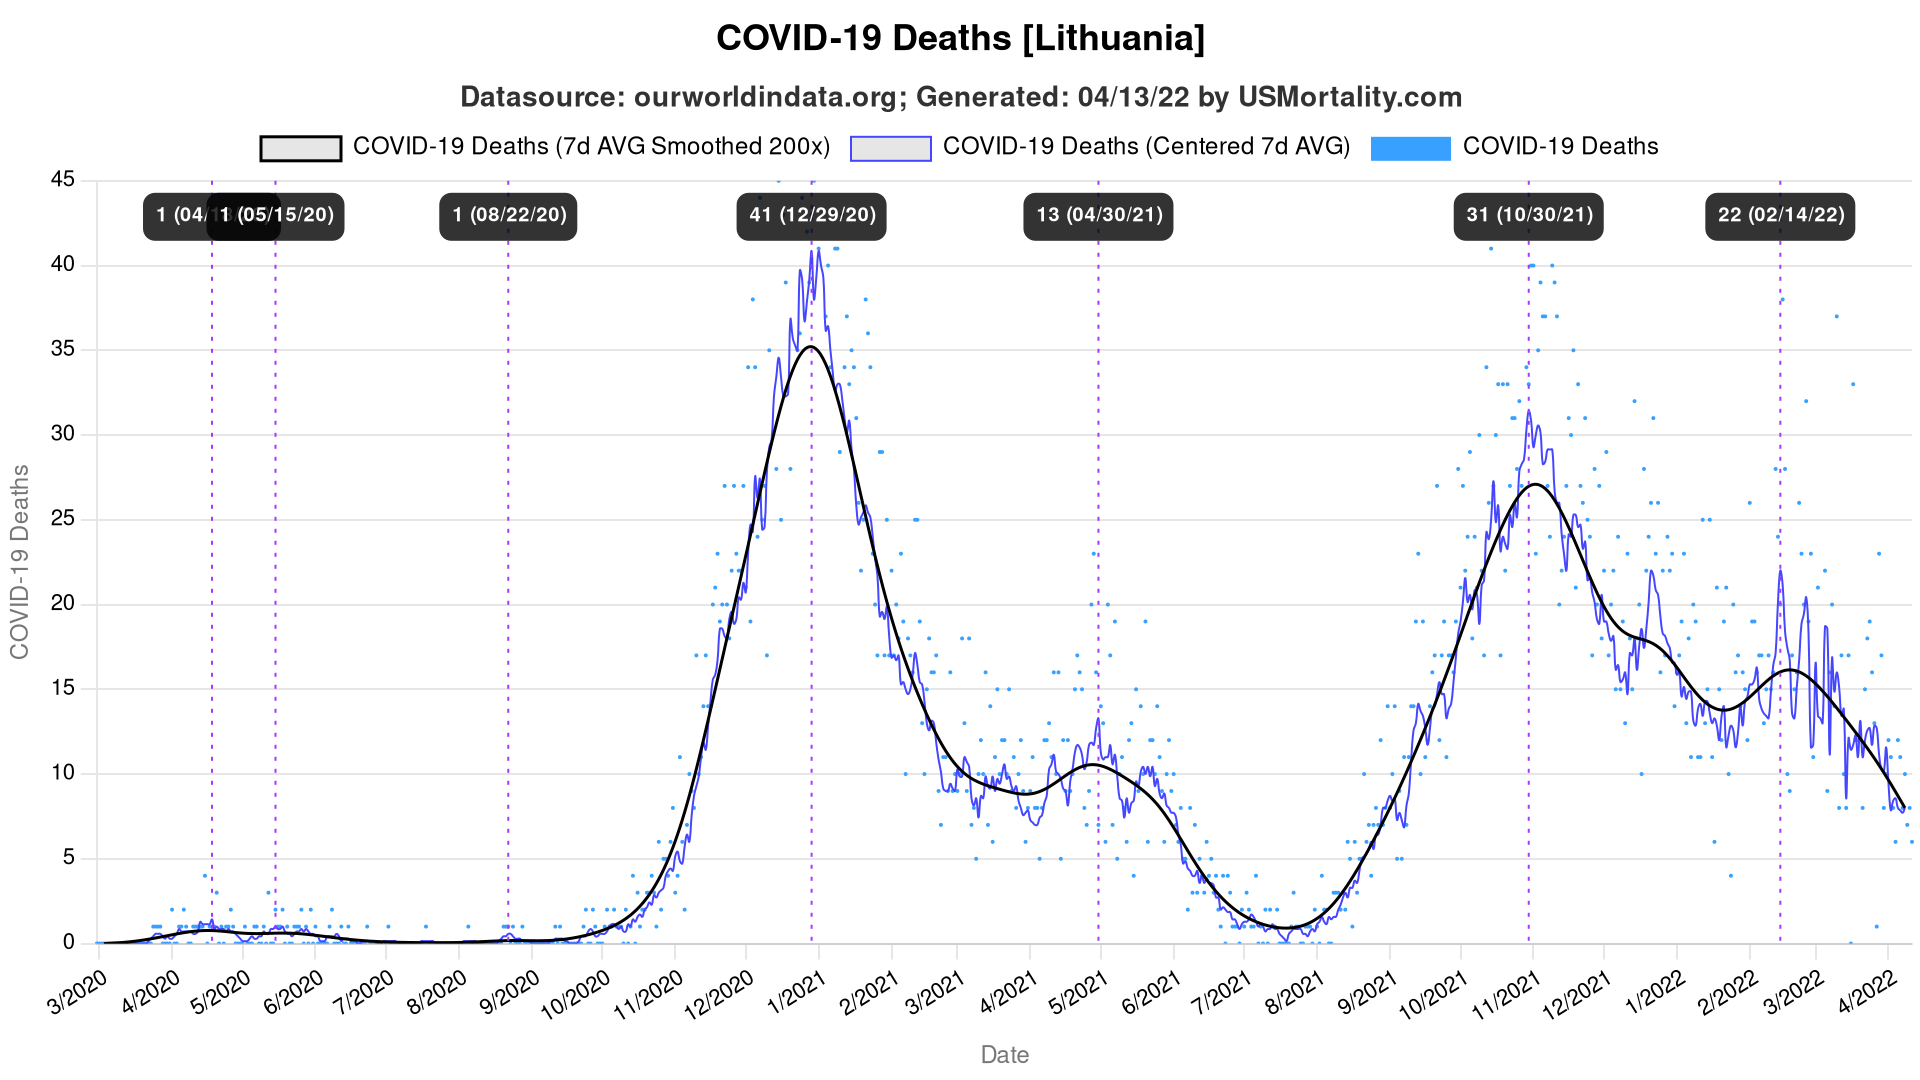 COVID-19 Deaths [Lithuania]
Datasource: ourworldindata.org; Generated: 04/13/22 by USMortality.com
COVID-19 Deaths (7d AVG Smoothed 200x) COVID-19 Deaths (Centered 7d AVG) COVID-19 Deaths
45
1 (04/ 1 (05/15/20) 1 (08/22/20) 41 (12/29/20) 13 (04/30/21) 31 (10/30/21) 22 (02/14/22)
40
35
30
25
20
15
10
5
0
COVID-19 Deaths
3/2020 4/2020 5/2020 6/2020 7/2020 8/2020 9/2020 10/2020 11/2020 12/2020 1/2021 2/2021 3/2021 4/2021 5/2021 6/2021 7/2021 8/2021 9/2021 10/2021 11/2021 12/2021 1/2022 2/2022 3/2022 4/2022
Date